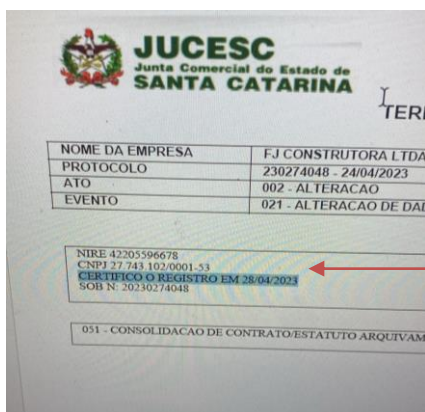 JUCESC
Junta Comercial do Estado de
SANTA CATARINA
NOME DA EMPRESA FJ CONSTRUTORA LTDA
PROTOCOLO 230274048 - 24/04/2023
ATO 002 - ALTERACAO
EVENTO 021 - ALTERACAO DE
NIRE 42205596678
CNPJ 27.743.102/0001-53
CERTIFICO O REGISTRO EM 28/04/2023
SOB N: 20230274048
051 - CONSOLIDACAO DE CONTRATO/ESTATUTO